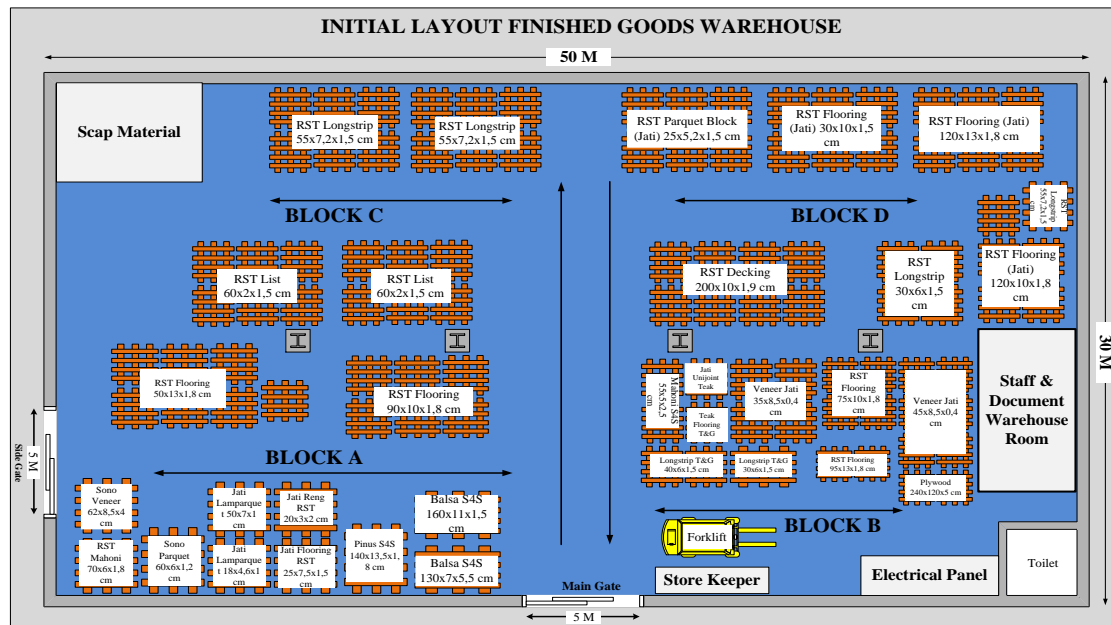 INITIAL LAYOUT FINISHED GOODS WAREHOUSE
50 M
30 M
Scap Material
RST Longstrip
55x7,2x1,5 cm
RST Longstrip
55x7,2x1,5 cm
RST Parquet Block
(Jati) 25x5,2x1,5 cm
RST Flooring
(Jati) 30x10x1,5
cm
RST Flooring (Jati)
120x13x1,8 cm
BLOCK C
BLOCK D
RST
Longstrip
55x7,2x1,5
cm
RST List
60x2x1,5 cm
RST List
60x2x1,5 cm
RST Decking
200x10x1,9 cm
RST
Longstrip
30x6x1,5
cm
RST Flooring
(Jati)
120x10x1,8
cm
RST Flooring
50x13x1,8 cm
RST Flooring
90x10x1,8 cm
Mahoni S4S
55x5x2,5
cm
Jati
Unijoint
Teak
Teak
Flooring
T&G
Veneer Jati
35x8,5x0,4
cm
RST
Flooring
75x10x1,8
cm
Veneer Jati
45x8,5x0,4
cm
Staff &
Document
Warehouse
Room
Side Gate
5 M
BLOCK A
Longstrip T&G
40x6x1,5 cm
Longstrip T&G
30x6x1,5 cm
RST Flooring
95x13x1,8 cm
Plywood
240x120x5 cm
BLOCK B
Sono
Veneer
62x8,5x4
cm
Jati
Lamparque
t 50x7x1
cm
Jati Reng
RST
20x3x2 cm
Balsa S4S
160x11x1,5
cm
RST
Mahoni
70x6x1,8
cm
Sono
Parquet
60x6x1,2
cm
Jati
Lamparque
t 18x4,6x1
cm
Jati Flooring
RST
25x7,5x1,5
cm
Pinus S4S
140x13,5x1,
8 cm
Balsa S4S
130x7x5,5 cm
Forklift
Store Keeper
Electrical Panel
Toilet
Main Gate
5 M